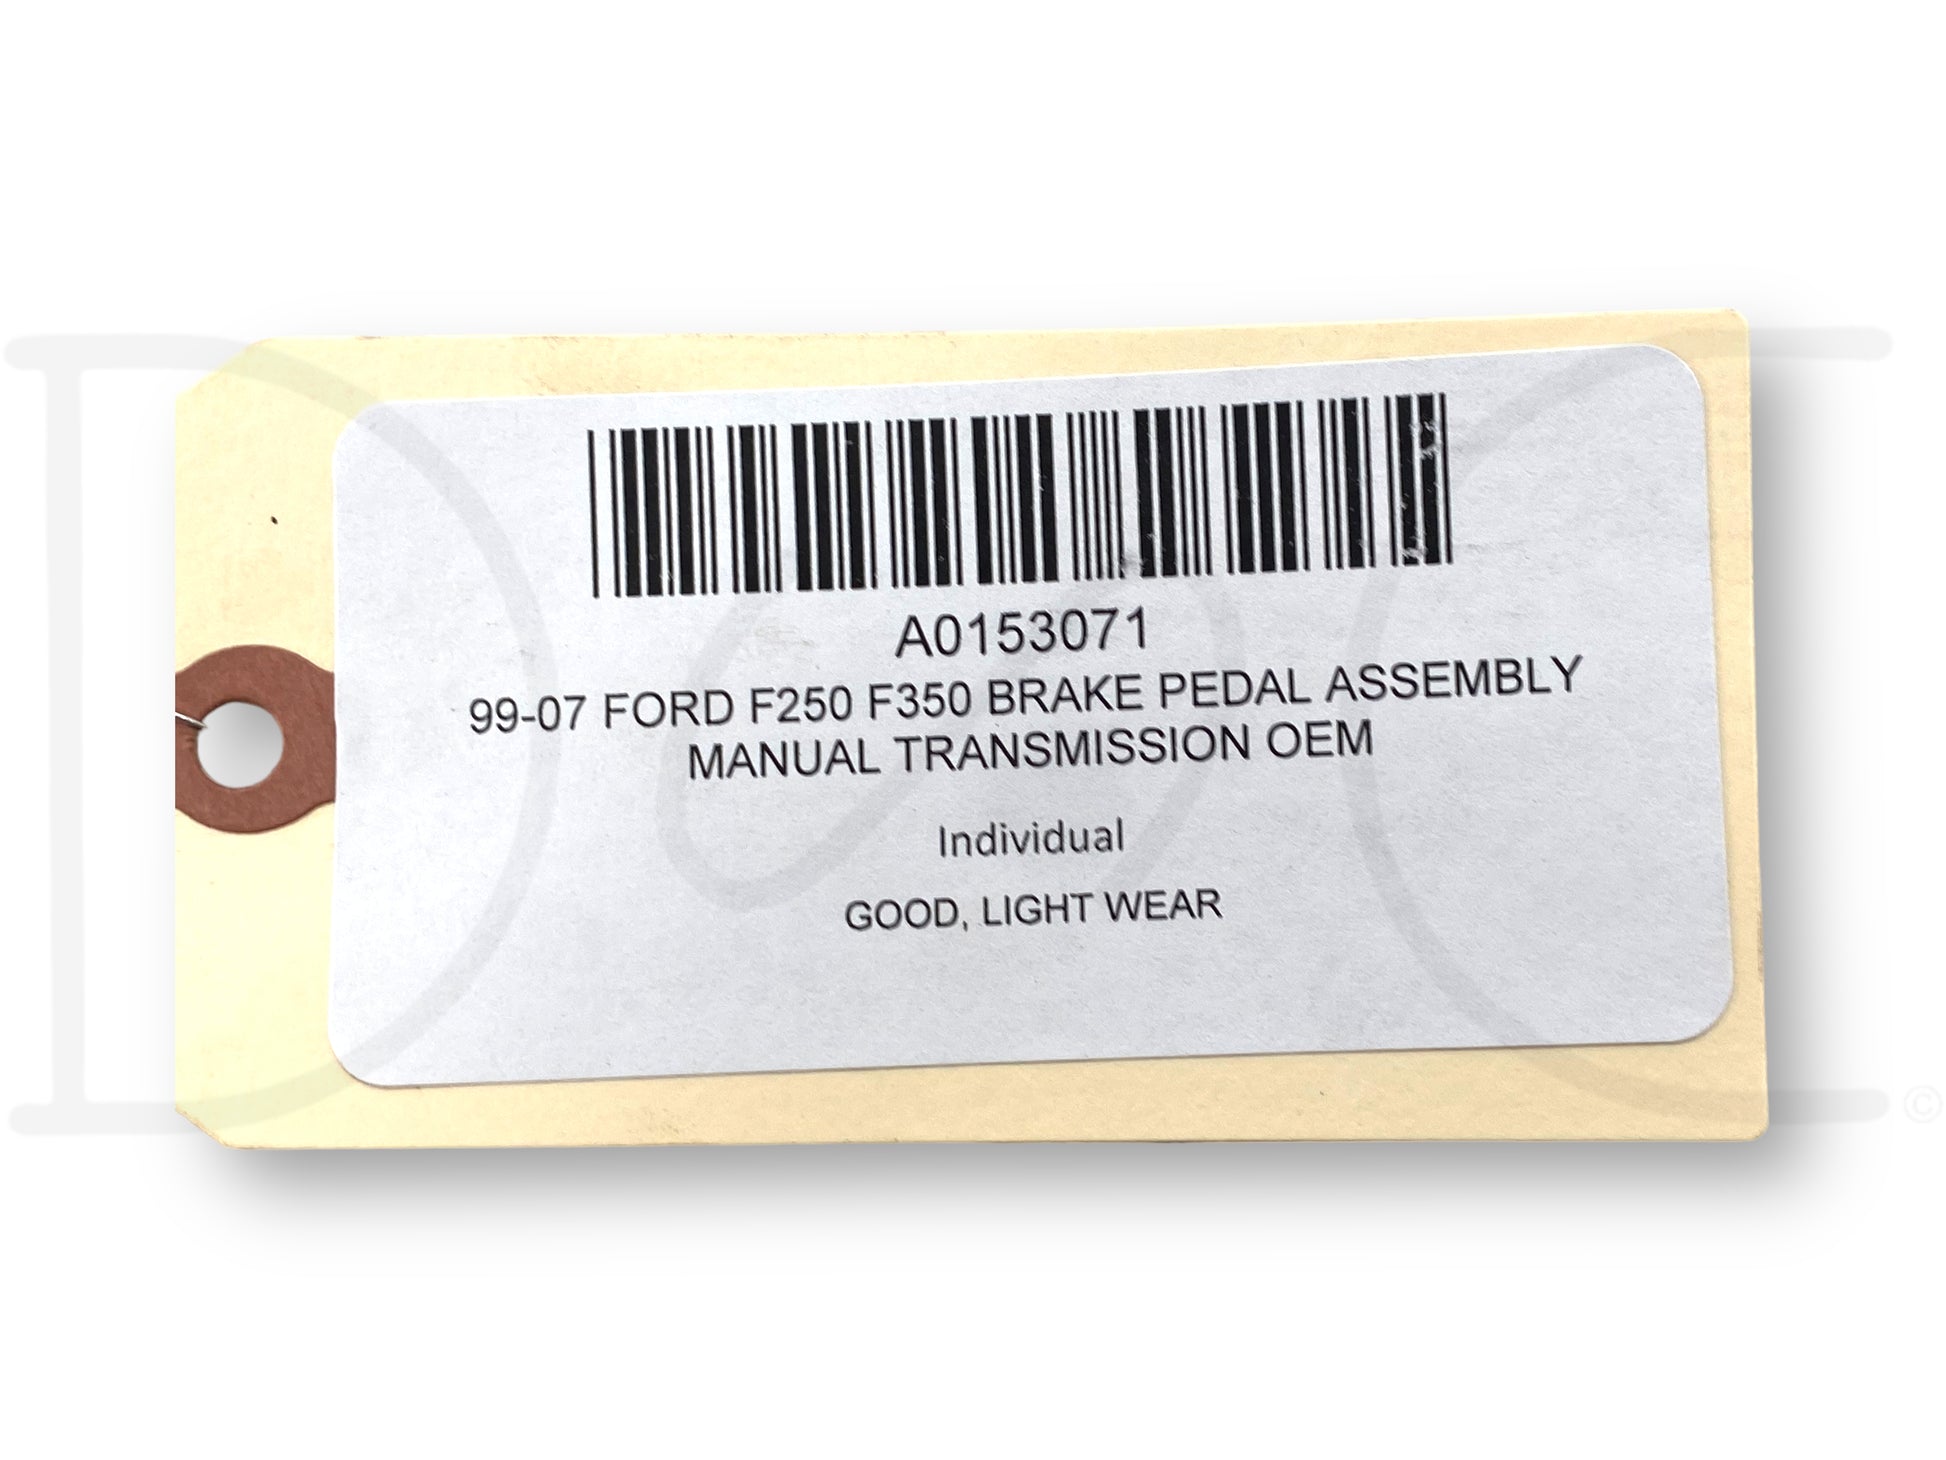 A0153071
99-07 FORD F250 F350 BRAKE PEDAL ASSEMBLY
MANUAL TRANSMISSION OEM
Individual
GOOD, LIGHT WEAR
©